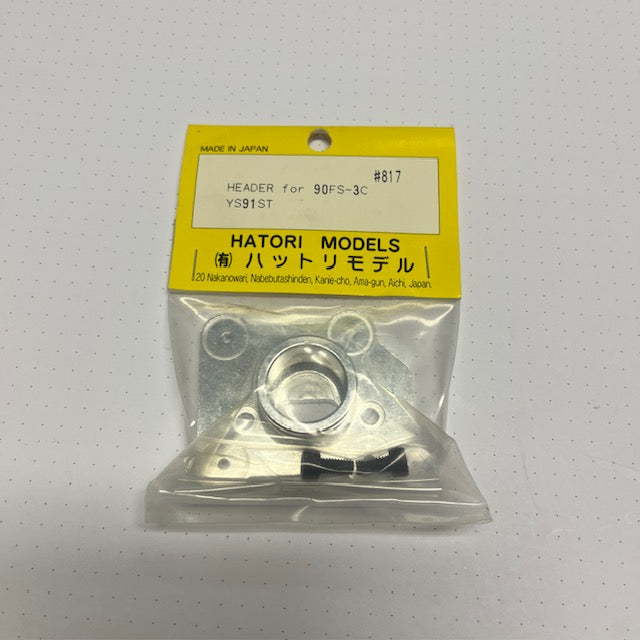 MADE IN JAPAN
#817
HEADER for 90FS-3C
YS91ST
HATORI MODELS
㈲ ハットリモデル
20 Nakanowari, Nabebutashinden, Kanie-cho, Ama-gun, Aichi, Japan.